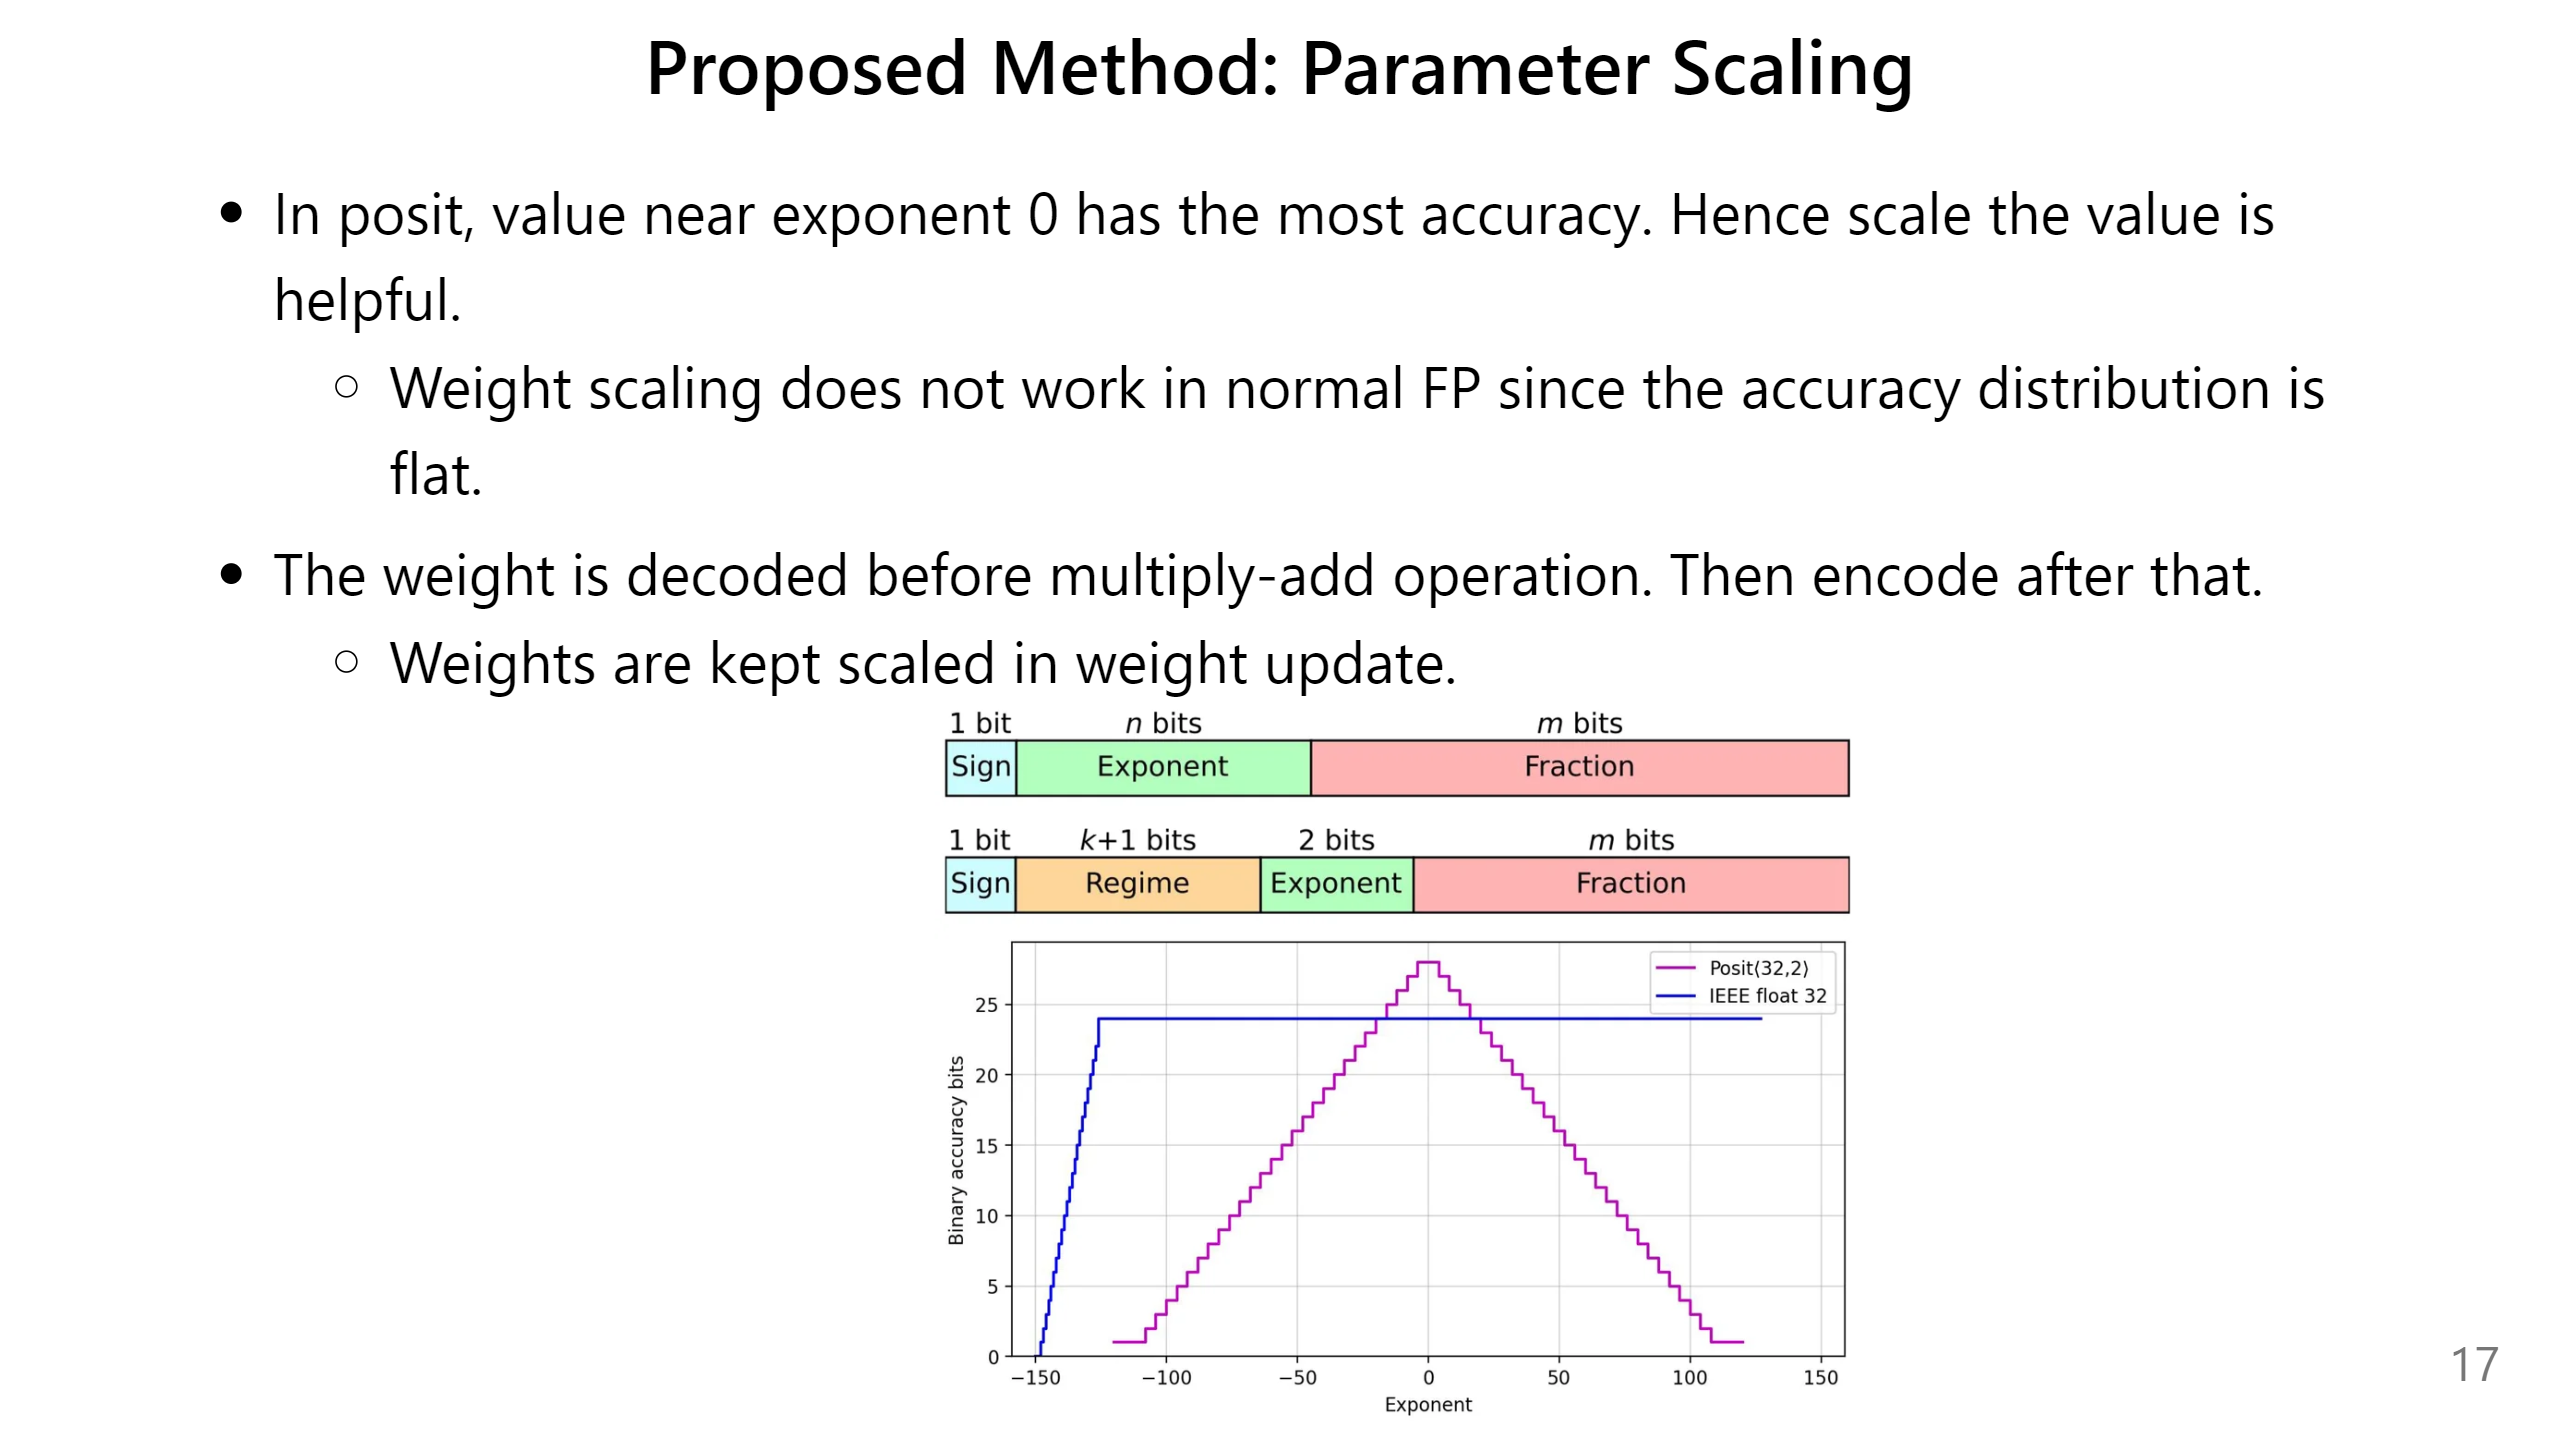 Proposed Method: Parameter Scaling
• In posit, value near exponent 0 has the most accuracy. Hence scale the value is
helpful.
○ Weight scaling does not work in normal FP since the accuracy distribution is
flat.
• The weight is decoded before multiply-add operation. Then encode after that.
○ Weights are kept scaled in weight update.
1 bit n bits m bits
Sign Exponent Fraction
1 bit k+1 bits 2 bits m bits
Sign Regime Exponent Fraction
Posit(32,2)
IEEE float 32
Binary accuracy bits
25
20
15
10
5
0
−150 −100 −50 0 50 100 150
Exponent
17